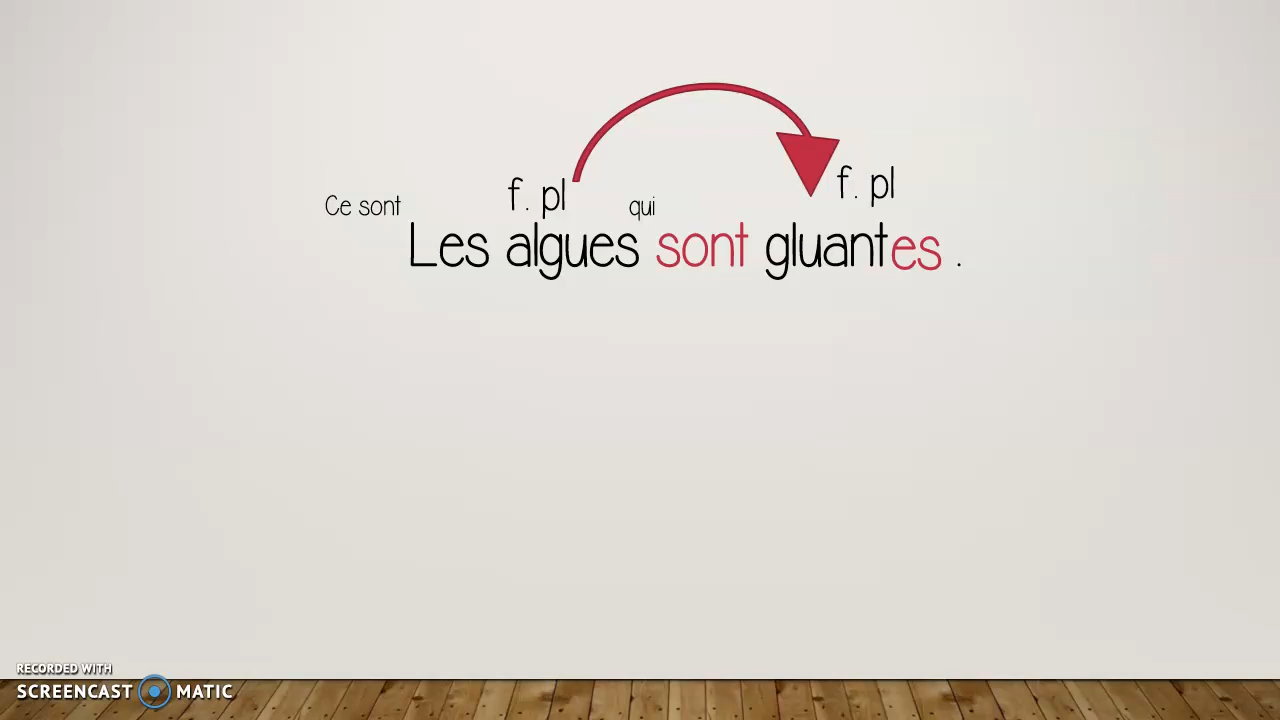 f. pl
f. pl
Ce sont
qui
Les algues sont gluantes .
RECORDED WITH
SCREENCAST MATIC